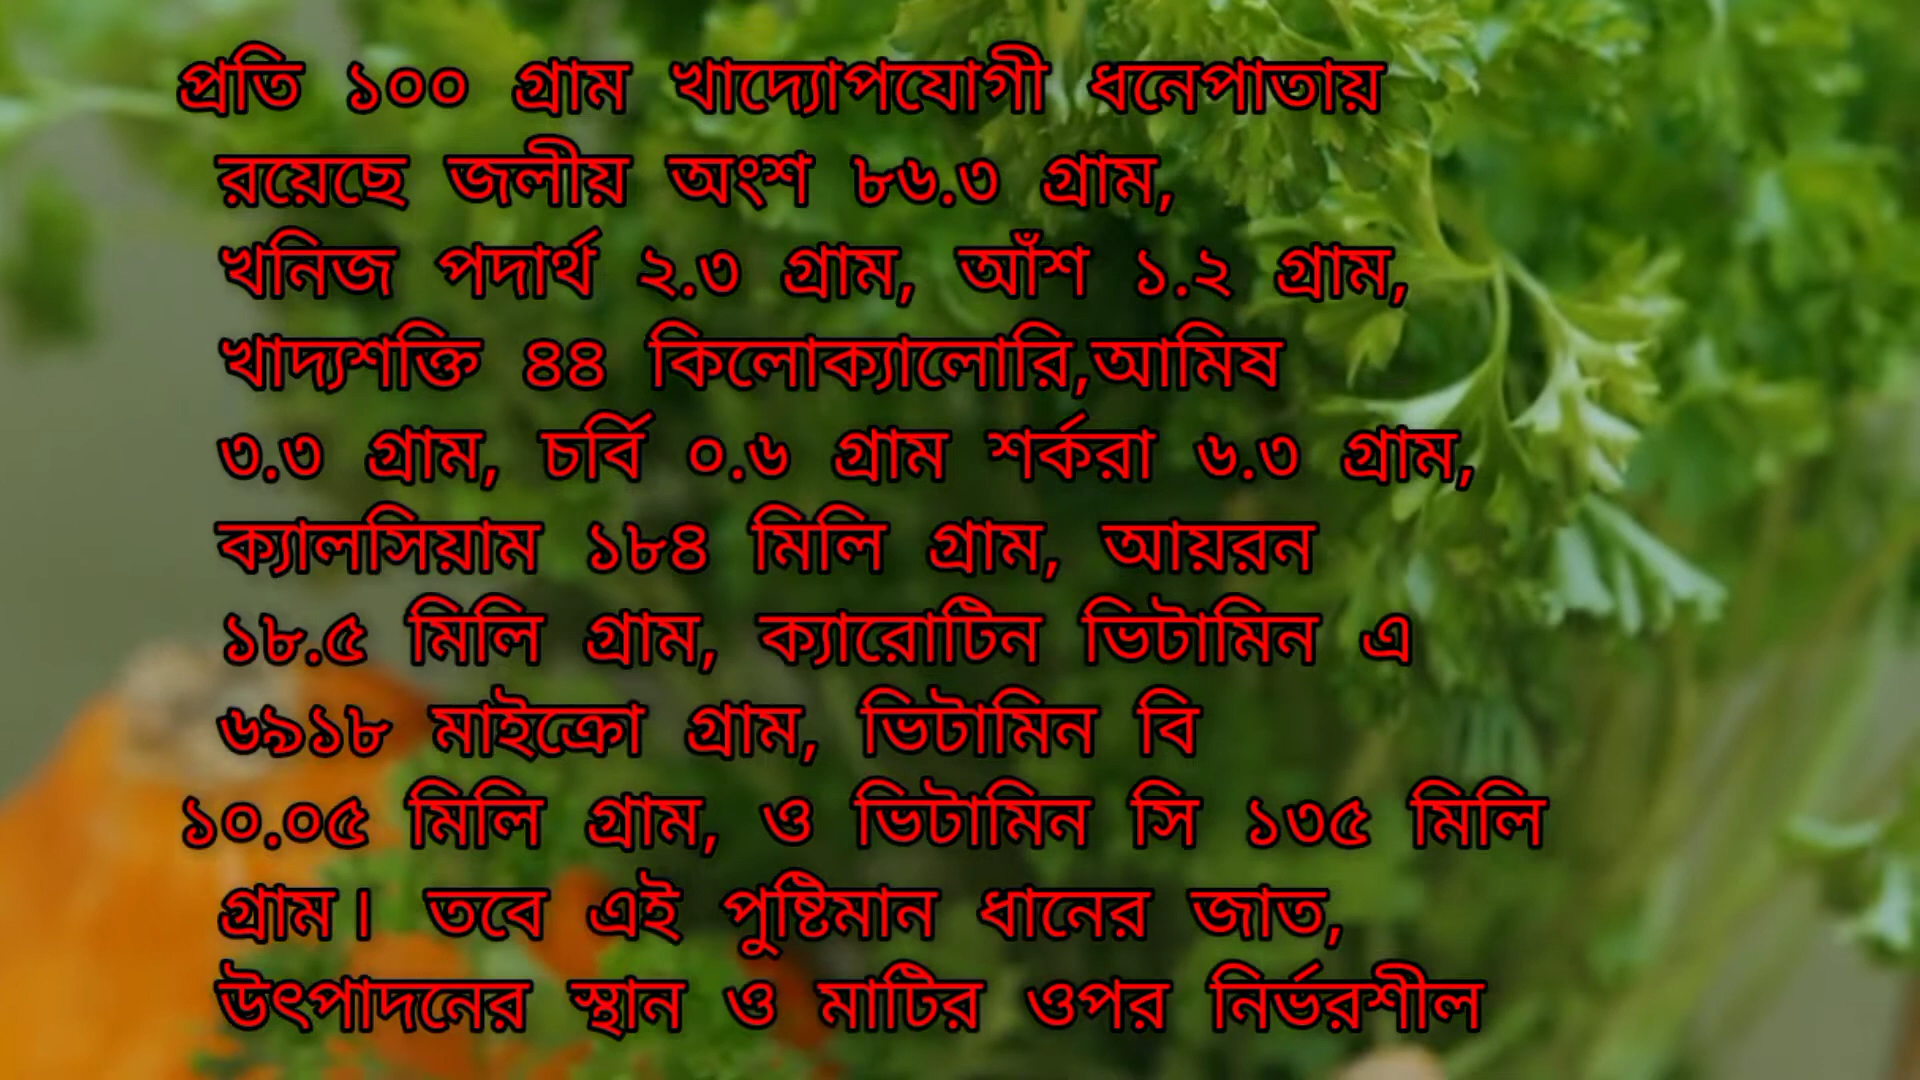 প্রতি ১০০ গ্রাম খাদ্যোপযোগী ধনেপাতায়
রয়েছে জলীয় অংশ ৮৬.৩ গ্রাম,
খনিজ পদার্থ ২.৩ গ্রাম, আঁশ ১.২ গ্রাম,
খাদ্যশক্তি ৪৪ কিলোক্যালোরি,আমিষ
৩.৩ গ্রাম, চর্বি ০.৬ গ্রাম শর্করা ৬.৩ গ্রাম,
ক্যালসিয়াম ১৮৪ মিলি গ্রাম, আয়রন
১৮.৫ মিলি গ্রাম, ক্যারোটিন ভিটামিন এ
৬৯১৮ মাইক্রো গ্রাম, ভিটামিন বি
১০.০৫ মিলি গ্রাম, ও ভিটামিন সি ১৩৫ মিলি
গ্রাম। তবে এই পুষ্টিমান ধানের জাত,
উৎপাদনের স্থান ও মাটির ওপর নির্ভরশীল